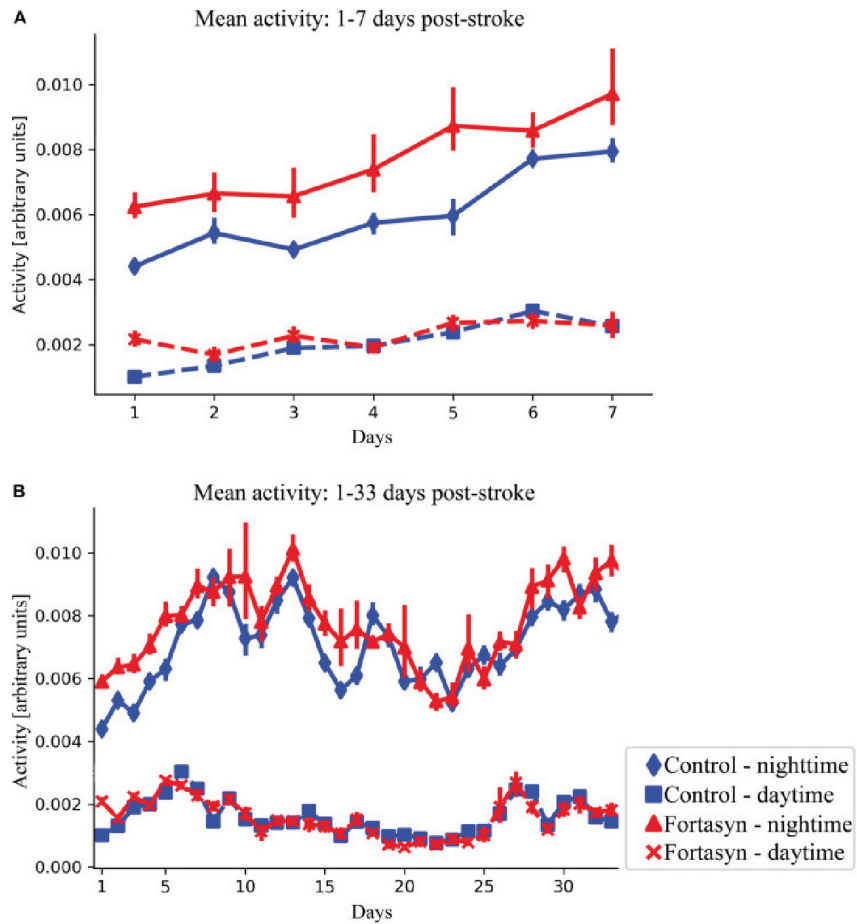 A
Mean activity: 1-7 days post-stroke
Activity [arbitrary units]
0.010
0.008
0.006
0.004
0.002
1 2 3 4 5 6 7
Days
B
Mean activity: 1-33 days post-stroke
Activity [arbitrary units]
0.010
0.008
0.006
0.004
0.002
0.000
1 5 10 15 20 25 30
Days
Control - nighttime
Control - daytime
Fortasyn - nightime
Fortasyn - daytime